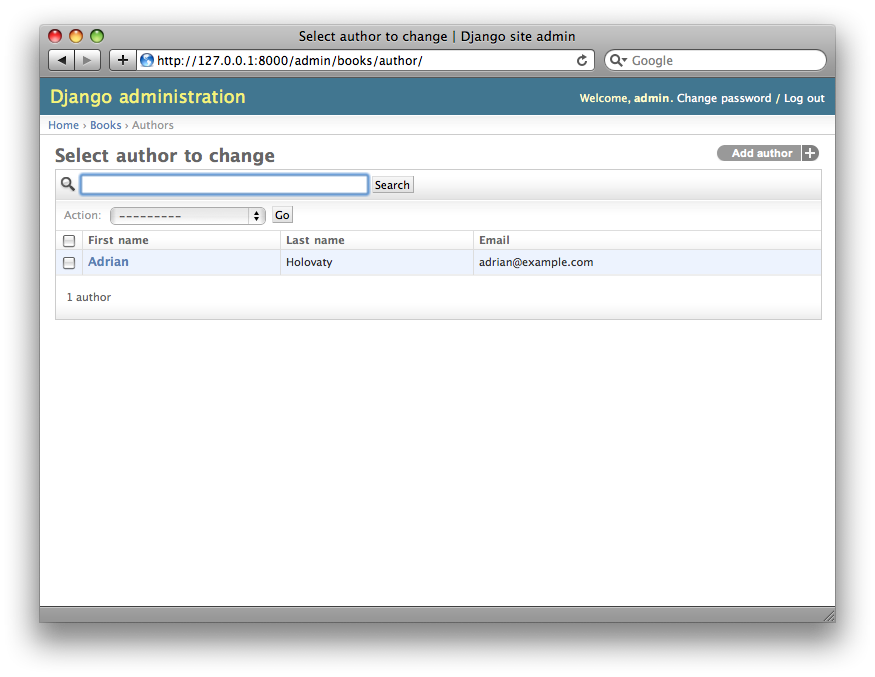 Select author to change | Django site admin
http://127.0.0.1:8000/admin/books/author/
Google
Django administration
Welcome, admin. Change password / Log out
Home › Books › Authors
Select author to change
Add author
Search
Action: --------- Go
First name Last name Email
Adrian Holovaty adrian@example.com
1 author